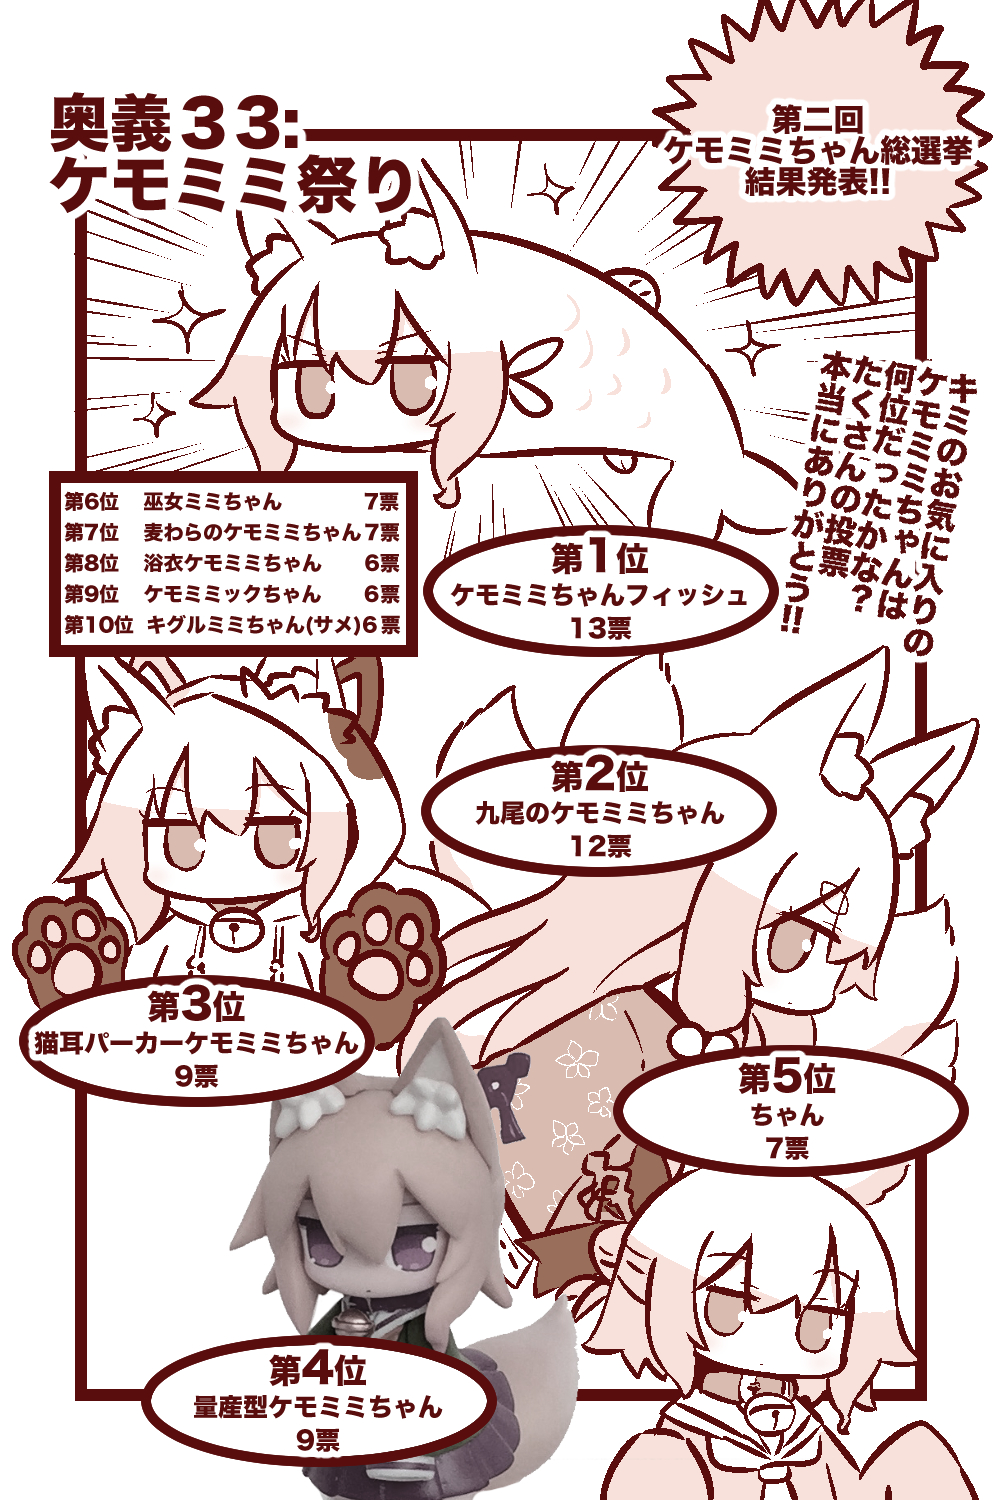 奥義３３:
ケモミミ祭り
第二回
ケモミミちゃん総選挙
結果発表!!
キミのお気に入りの
ケモミミちゃんは
何位だったかな?
たくさんの投票
本当にありがとう!!
第1位
ケモミミちゃんフィッシュ
13票
第6位 巫女ミミちゃん 7票
第7位 麦わらのケモミミちゃん 7票
第8位 浴衣ケモミミちゃん 6票
第9位 ケモミミックちゃん 6票
第10位 キグルミミちゃん(サメ) 6票
第2位
九尾のケモミミちゃん
12票
第3位
猫耳パーカーケモミミちゃん
9票
第5位
ちゃん
7票
第4位
量産型ケモミミちゃん
9票